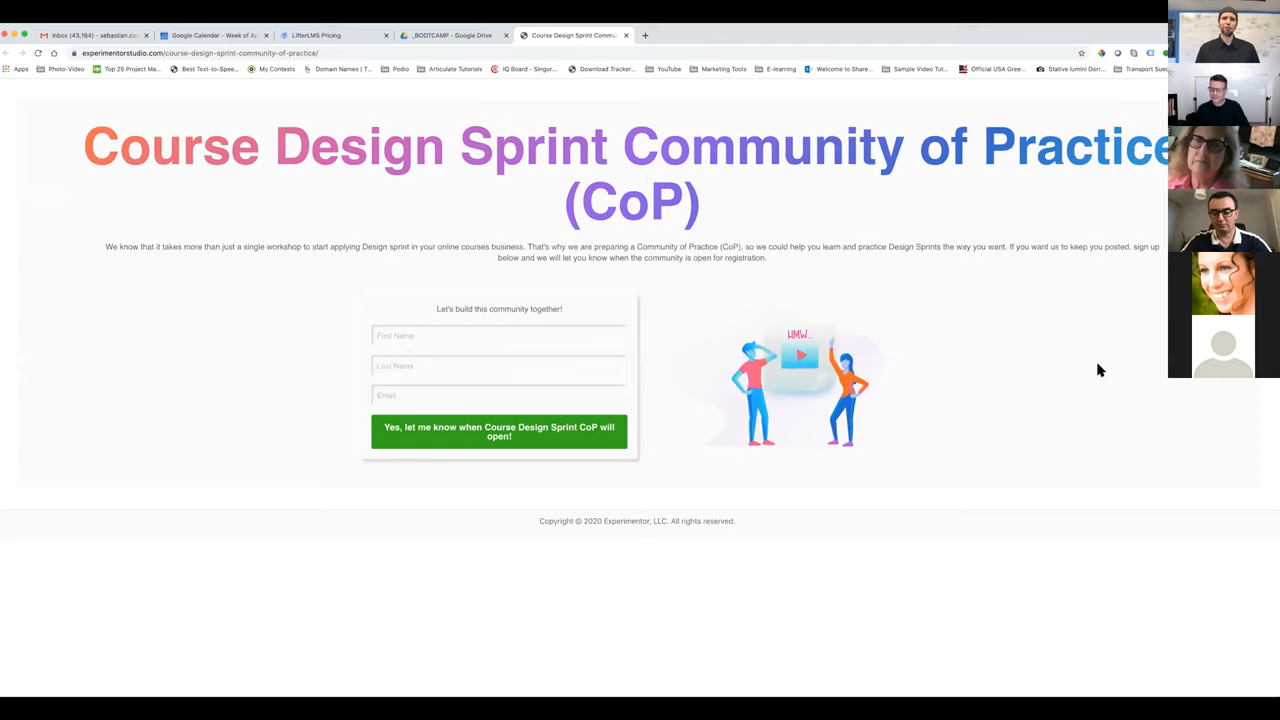 Inbox (43,164) - sebastian.co...
Google Calendar - Week of Ap
LifterLMS Pricing
_BOOTCAMP - Google Drive
Course Design Sprint Commun
experimentorstudio.com/course-design-sprint-community-of-practice/
Apps
Photo-Video
Top 25 Project Ma...
Best Text-to-Spee...
My Contests
Domain Names | T...
Podio
Articulate Tutorials
IQ Board - Singur...
Download Tracker...
YouTube
Marketing Tools
E-learning
Welcome to Share...
Sample Video Tut...
Official USA Gree...
Stative lumini Dorr...
Transport Sued
Course Design Sprint Community of Practice
(CoP)
We know that it takes more than just a single workshop to start applying Design sprint in your online courses business. That's why we are preparing a Community of Practice (CoP), so we could help you learn and practice Design Sprints the way you want. If you want us to keep you posted, sign up
below and we will let you know when the community is open for registration.
Let's build this community together!
First Name
Last Name
Email
Yes, let me know when Course Design Sprint CoP will
open!
HMW...
Copyright © 2020 Experimentor, LLC. All rights reserved.